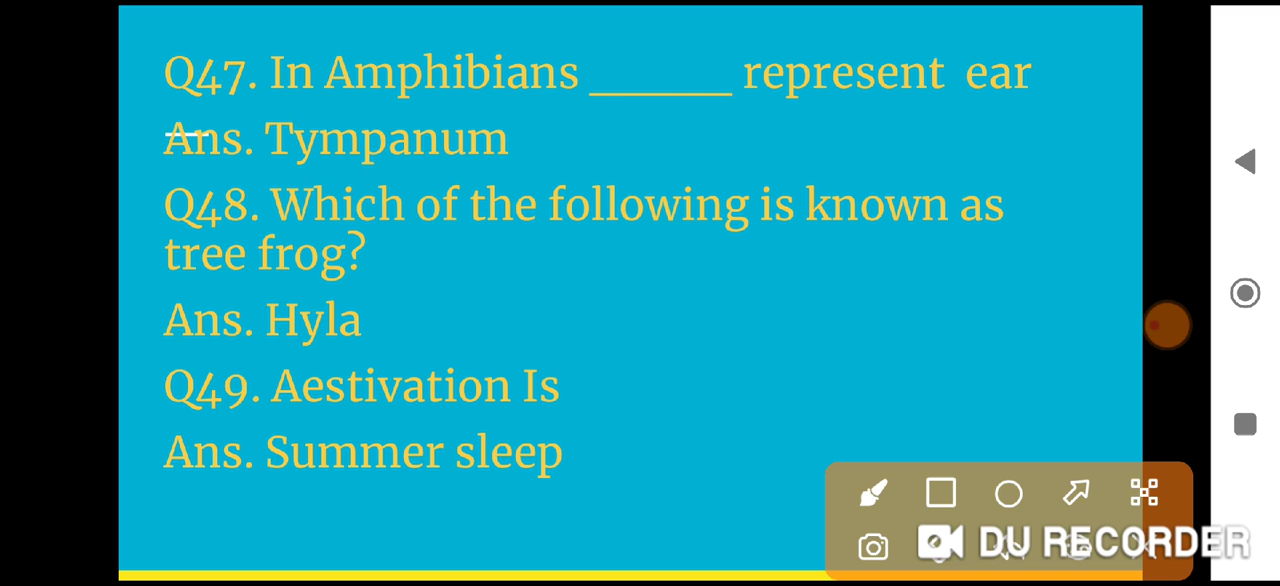 Q47. In Amphibians ______ represent ear
Ans. Tympanum
Q48. Which of the following is known as
tree frog?
Ans. Hyla
Q49. Aestivation Is
Ans. Summer sleep
DU RECORDER